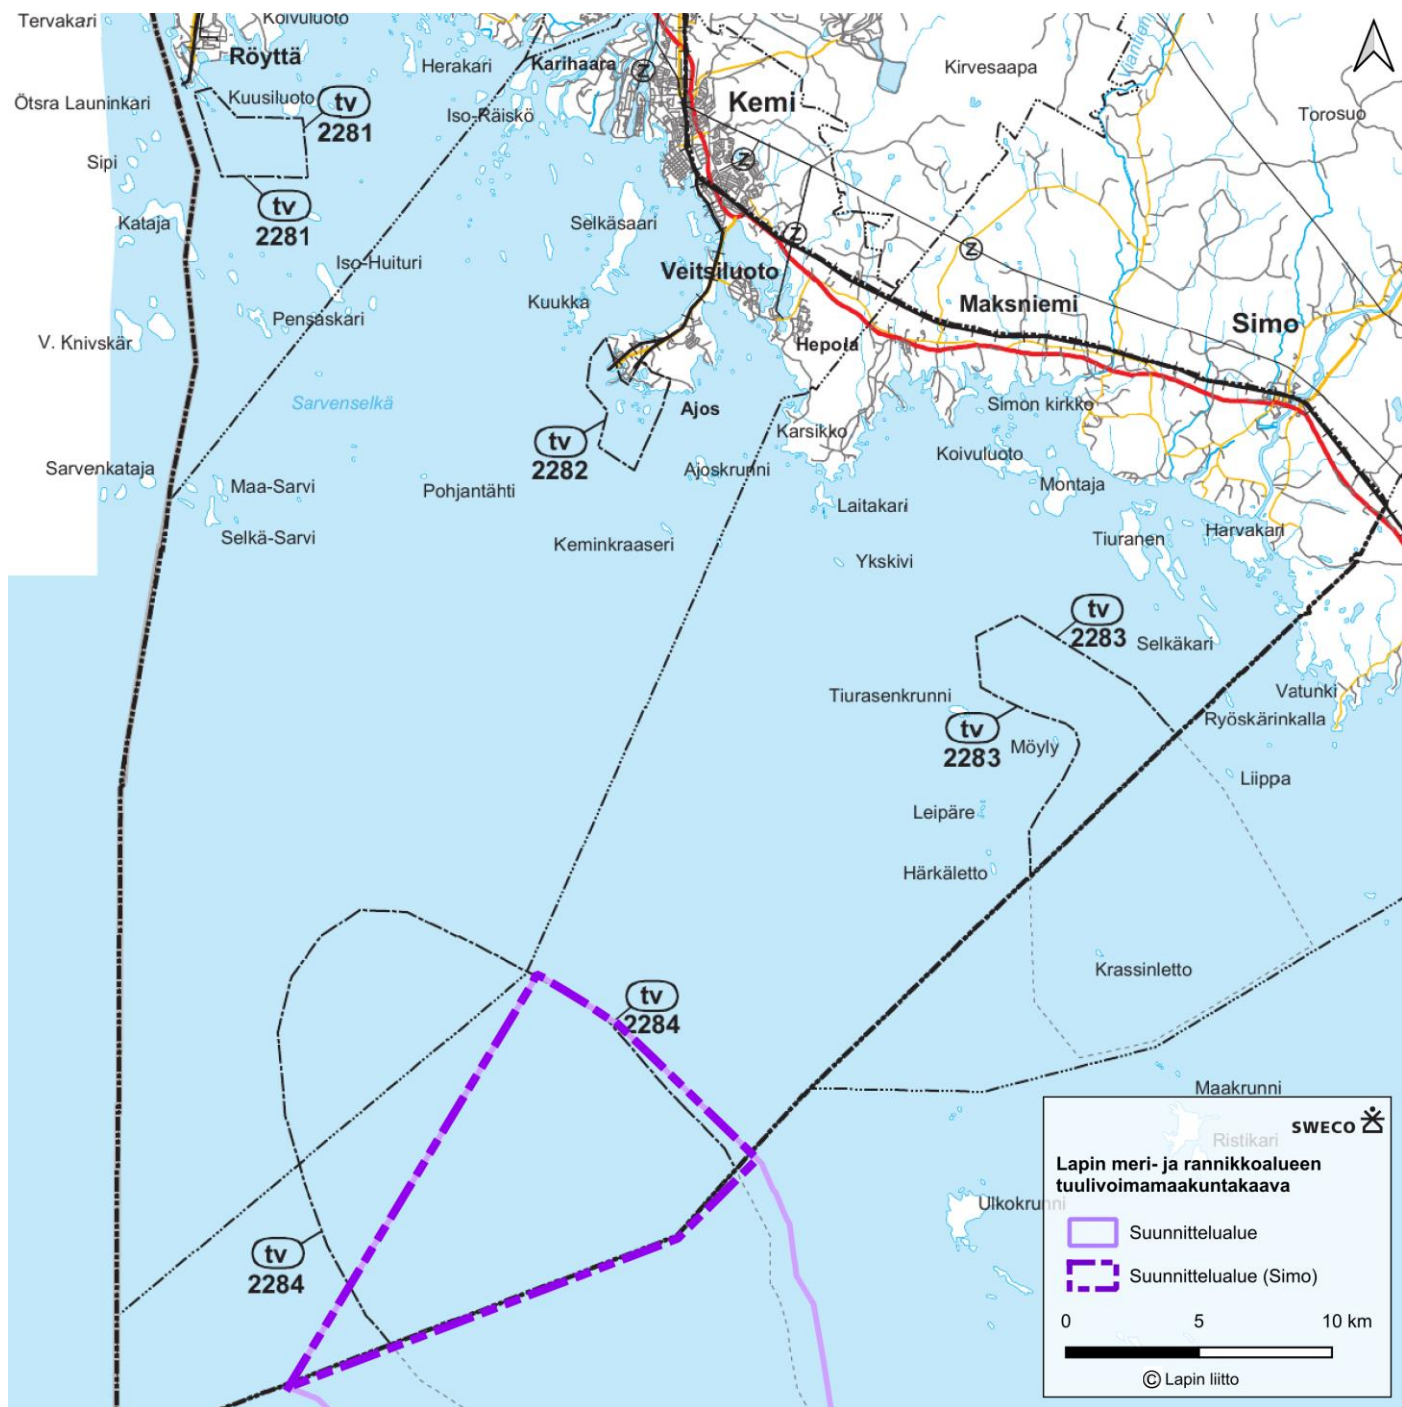 Tervakari
Koivuluoto
Röyttä
Herakari
Karihaara
Z
Kirvesaapa
Viantienj
Kemi
Ötsra Launinkari
Kuusiluoto
tv
2281
Iso-Räiskö
Torosuo
Sipi
Z
tv
2281
Kataja
Selkäsaari
Z
Z
Iso-Huituri
Veitsiluoto
Kuukka
Maksniemi
Pensaskari
Simo
V. Knivskär
Hepola
Sarvenselkä
Ajos
Simon kirkko
tv
2282
Karsikko
Koivuluoto
Sarvenkataja
Maa-Sarvi
Pohjantähti
Ajoskrunni
Montaja
Laitakari
Selkä-Sarvi
Keminkraaseri
Tiuranen
Harvakari
Ykskivi
tv
2283
Selkäkari
Tiurasenkrunni
Vatunki
Ryöskärinkalla
tv
2283
Möyly
Liippa
Leipäre
Härkäletto
Krassinletto
tv
2284
Maakrunni
Ristikari
Ulkokrunni
tv
2284
SWECO
Lapin meri- ja rannikkoalueen
tuulivoimamaakuntakaava
Suunnittelualue
Suunnittelualue (Simo)
0 5 10 km
© Lapin liitto